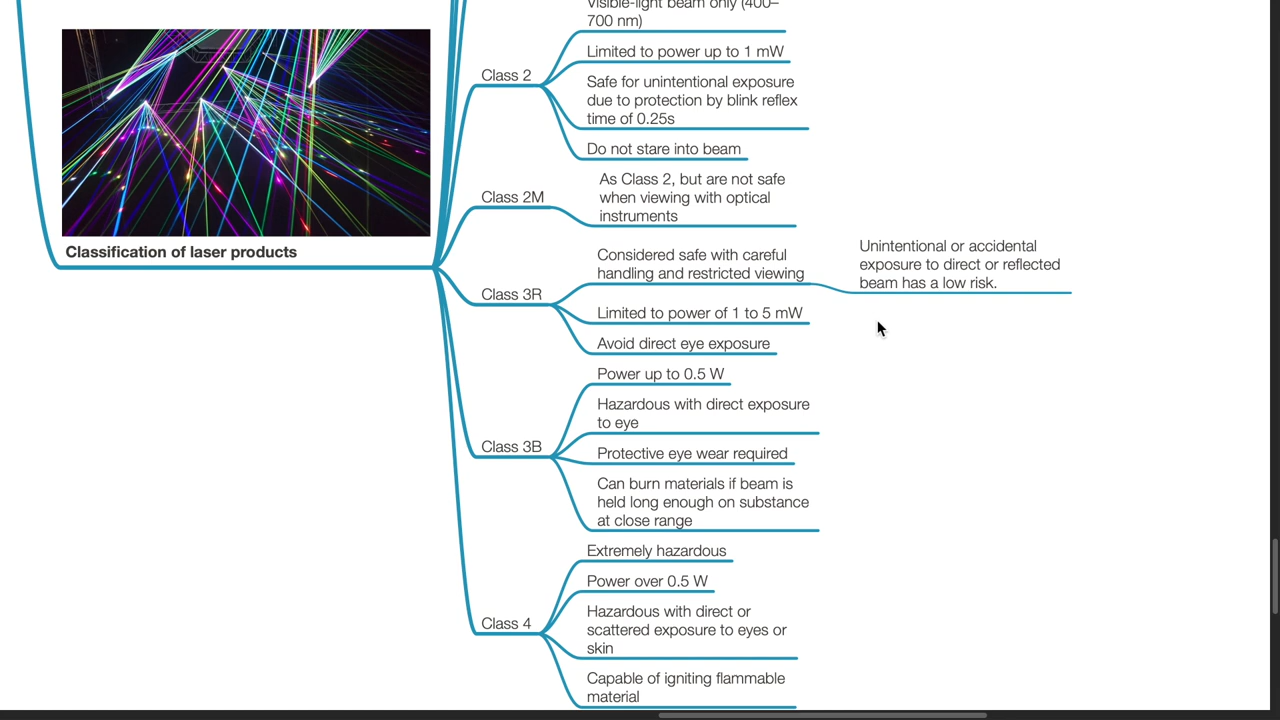 Visible-light beam only (400–
700 nm)
Limited to power up to 1 mW
Class 2
Safe for unintentional exposure
due to protection by blink reflex
time of 0.25s
Do not stare into beam
Class 2M
As Class 2, but are not safe
when viewing with optical
instruments
Classification of laser products
Considered safe with careful
handling and restricted viewing
Unintentional or accidental
exposure to direct or reflected
beam has a low risk.
Class 3R
Limited to power of 1 to 5 mW
Avoid direct eye exposure
Power up to 0.5 W
Hazardous with direct exposure
to eye
Class 3B
Protective eye wear required
Can burn materials if beam is
held long enough on substance
at close range
Extremely hazardous
Power over 0.5 W
Class 4
Hazardous with direct or
scattered exposure to eyes or
skin
Capable of igniting flammable
material